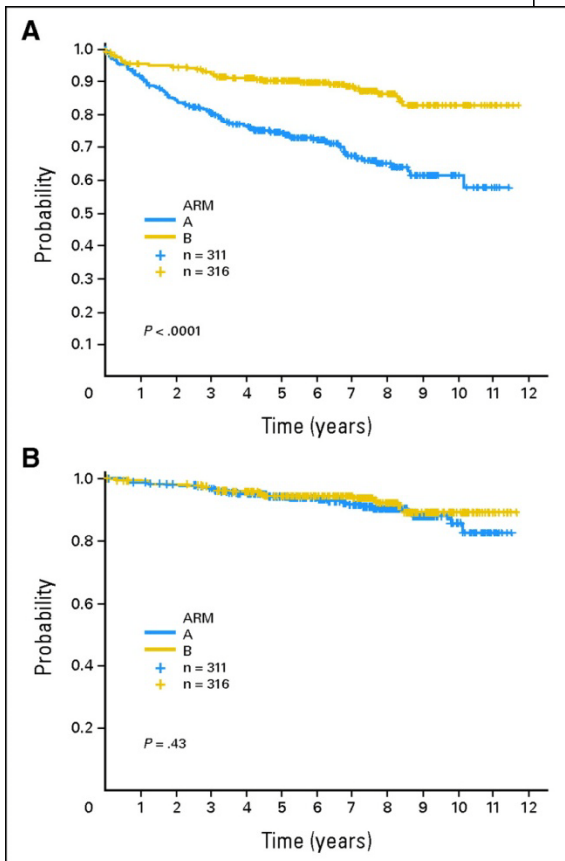 A
1.0
0.9
0.8
0.7
0.6
0.5
0.4
0.3
0.2
0.1
0
Probability
ARM
A
B
n = 311
n = 316
P < .0001
1 2 3 4 5 6 7 8 9 10 11 12
Time (years)
B
1.0
0.8
0.6
0.4
0.2
0
Probability
ARM
A
B
n = 311
n = 316
P = .43
1 2 3 4 5 6 7 8 9 10 11 12
Time (years)